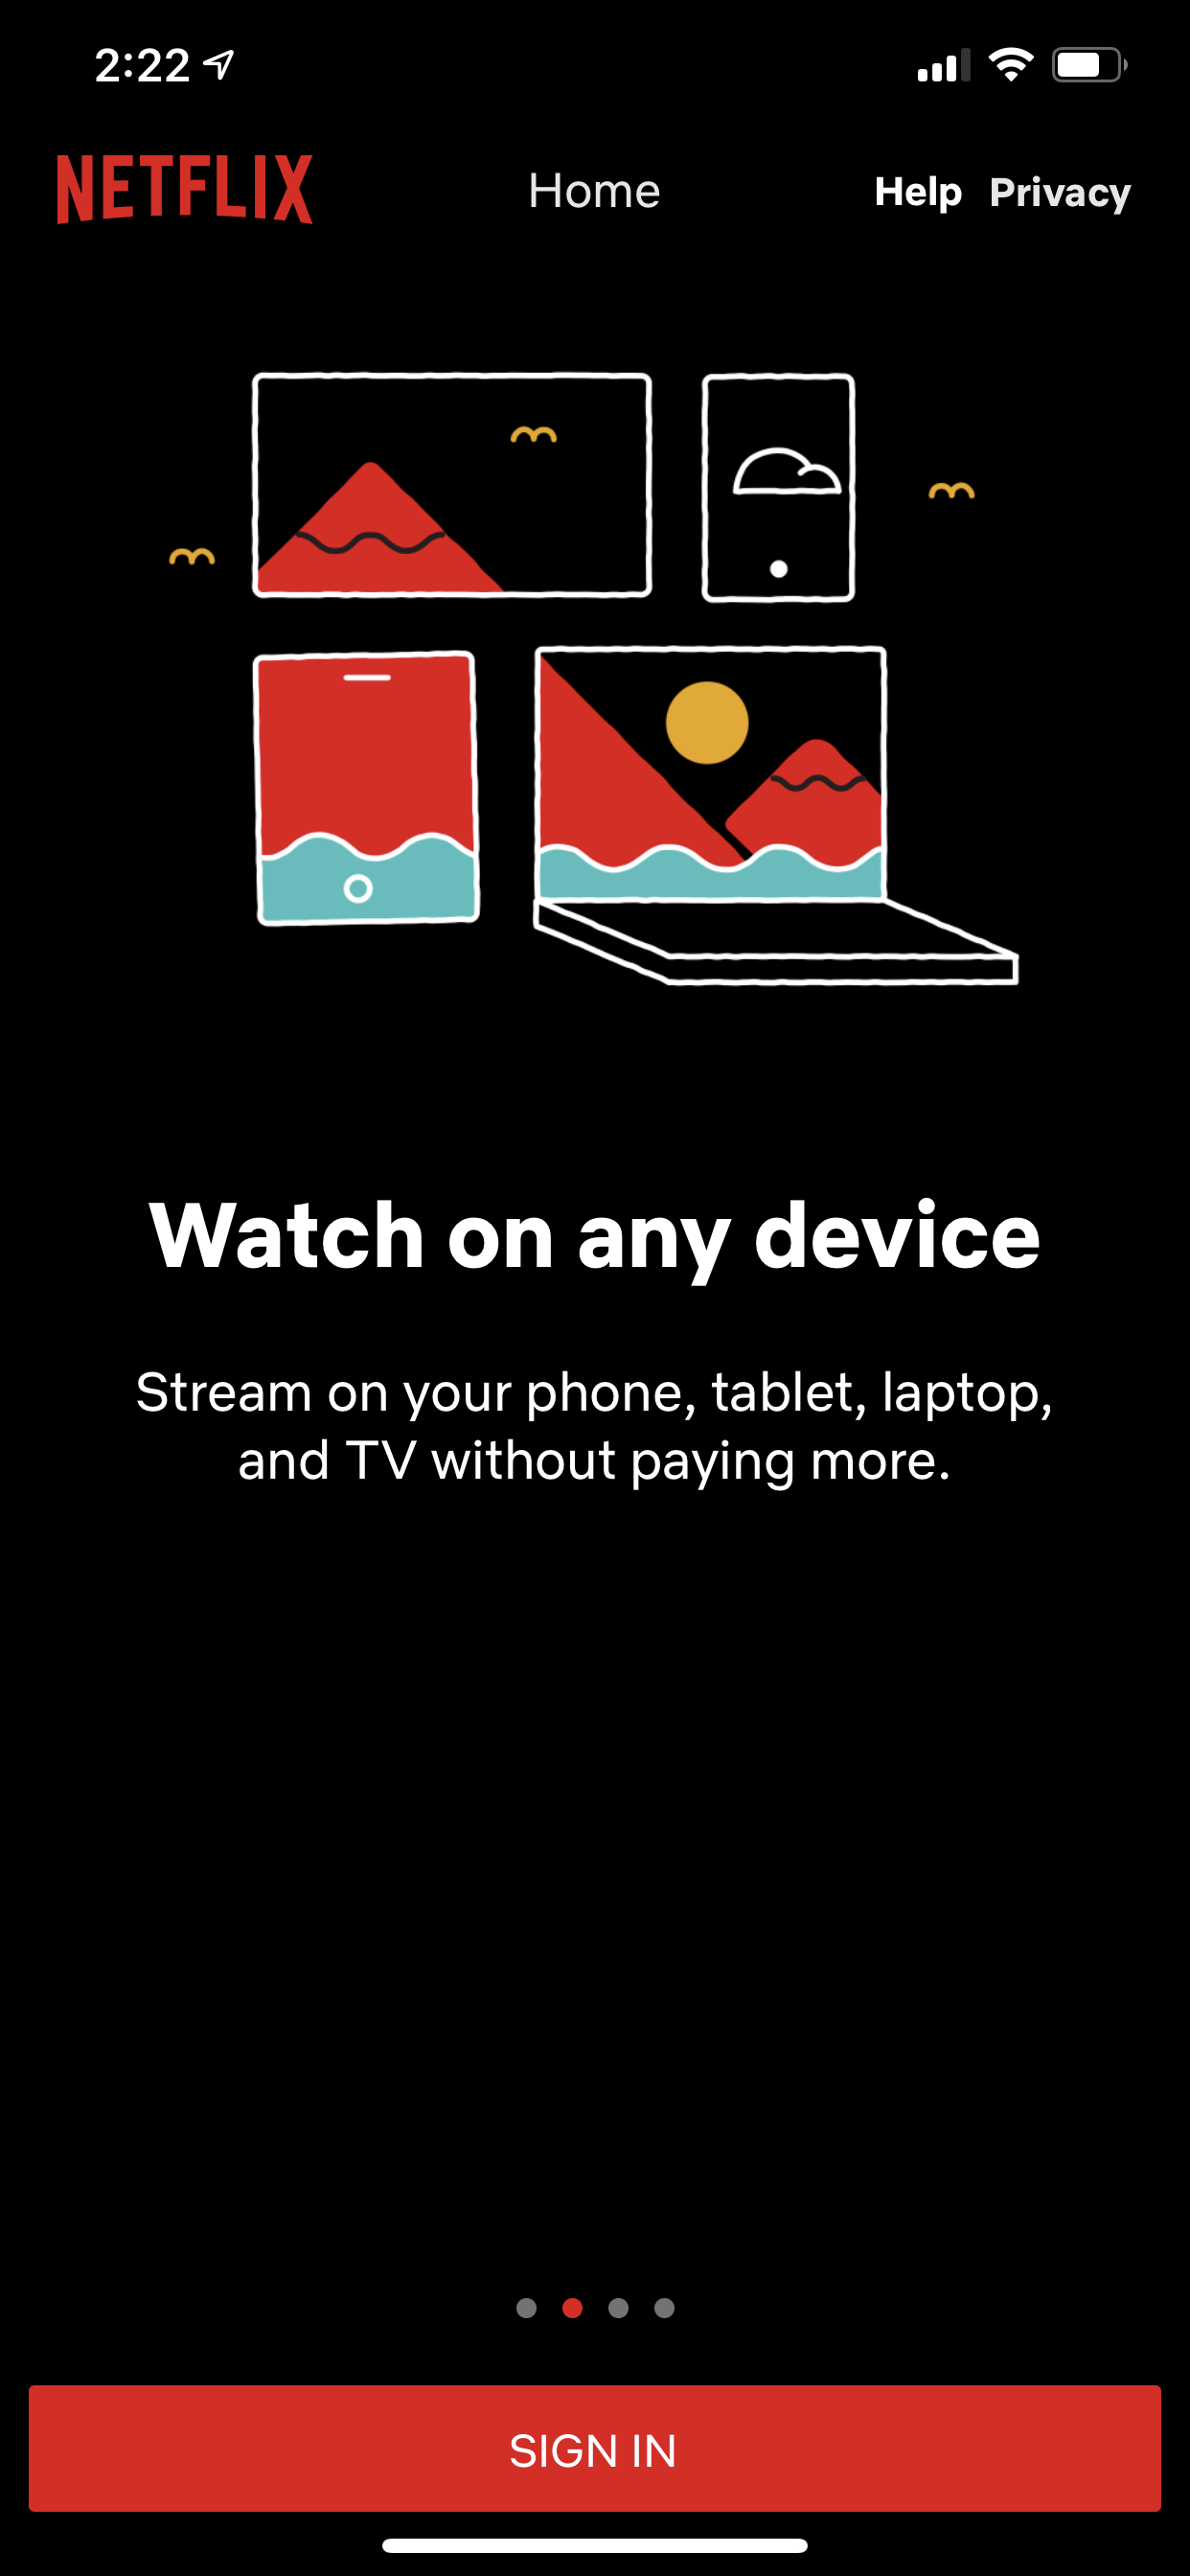 2:22
NETFLIX
Home
Help Privacy
Watch on any device
Stream on your phone, tablet, laptop,
and TV without paying more.
SIGN IN